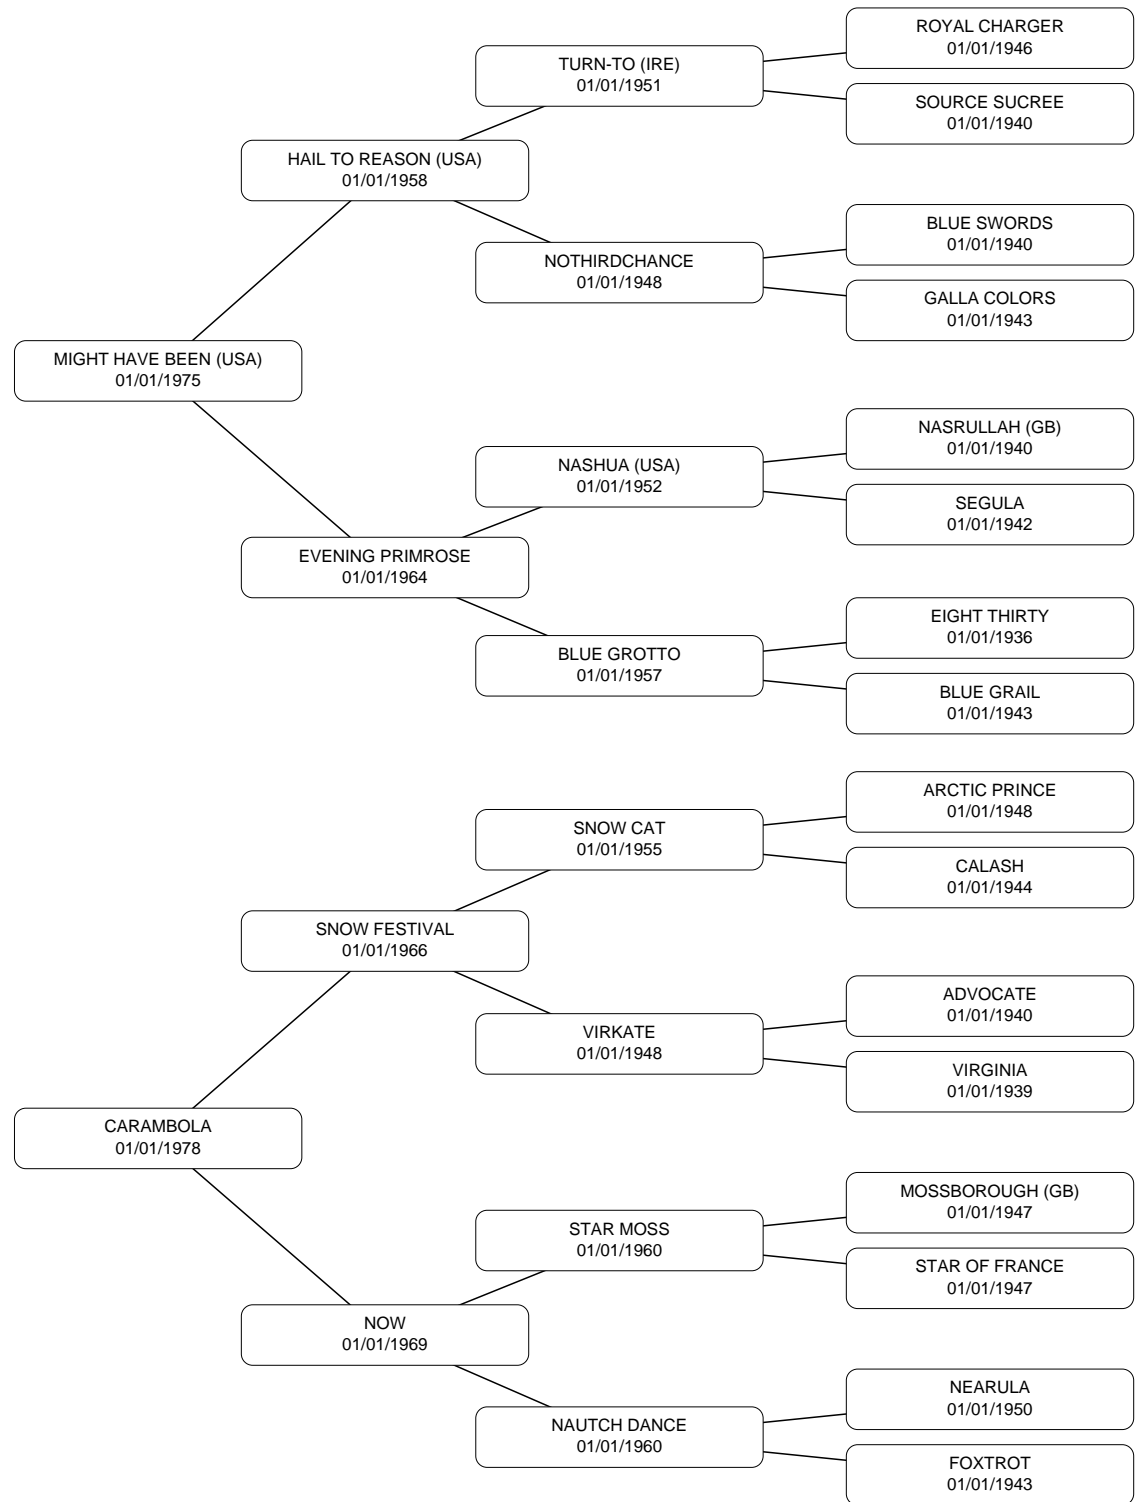 ROYAL CHARGER
01/01/1946
TURN-TO (IRE)
01/01/1951
SOURCE SUCREE
01/01/1940
HAIL TO REASON (USA)
01/01/1958
BLUE SWORDS
01/01/1940
NOTHIRDCHANCE
01/01/1948
GALLA COLORS
01/01/1943
MIGHT HAVE BEEN (USA)
01/01/1975
NASRULLAH (GB)
01/01/1940
NASHUA (USA)
01/01/1952
SEGULA
01/01/1942
EVENING PRIMROSE
01/01/1964
EIGHT THIRTY
01/01/1936
BLUE GROTTO
01/01/1957
BLUE GRAIL
01/01/1943
ARCTIC PRINCE
01/01/1948
SNOW CAT
01/01/1955
CALASH
01/01/1944
SNOW FESTIVAL
01/01/1966
ADVOCATE
01/01/1940
VIRKATE
01/01/1948
VIRGINIA
01/01/1939
CARAMBOLA
01/01/1978
MOSSBOROUGH (GB)
01/01/1947
STAR MOSS
01/01/1960
STAR OF FRANCE
01/01/1947
NOW
01/01/1969
NEARULA
01/01/1950
NAUTCH DANCE
01/01/1960
FOXTROT
01/01/1943